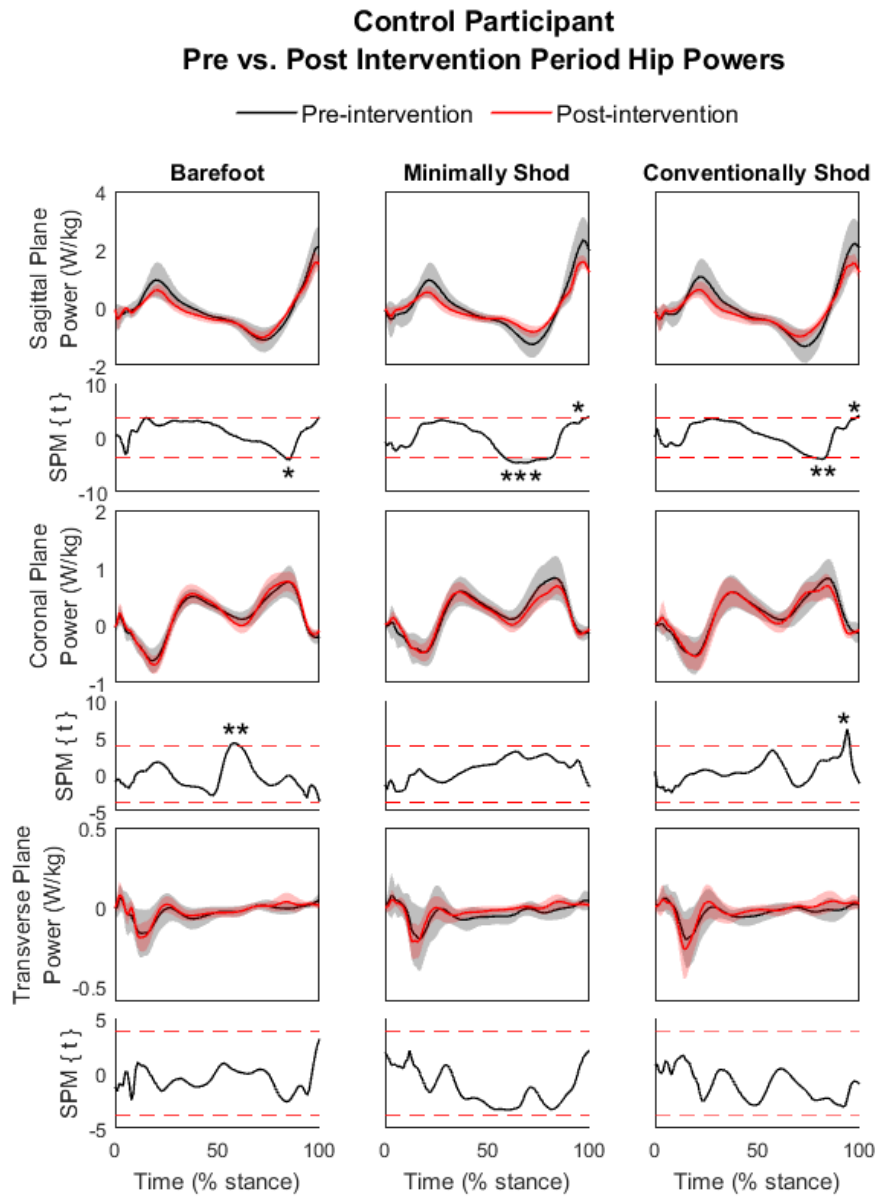 Control Participant
Pre vs. Post Intervention Period Hip Powers
Pre-intervention Post-intervention
Barefoot Minimally Shod Conventionally Shod
Sagittal Plane
Power (W/kg)
4
2
0
-2
SPM { t }
10
0
-10
*
***
*
**
*
Coronal Plane
Power (W/kg)
2
1
0
-1
SPM { t }
10
5
0
-5
**
*
Transverse Plane
Power (W/kg)
0.5
0
-0.5
SPM { t }
5
0
-5
0 50 100 0 50 100 0 50 100
Time (% stance) Time (% stance) Time (% stance)